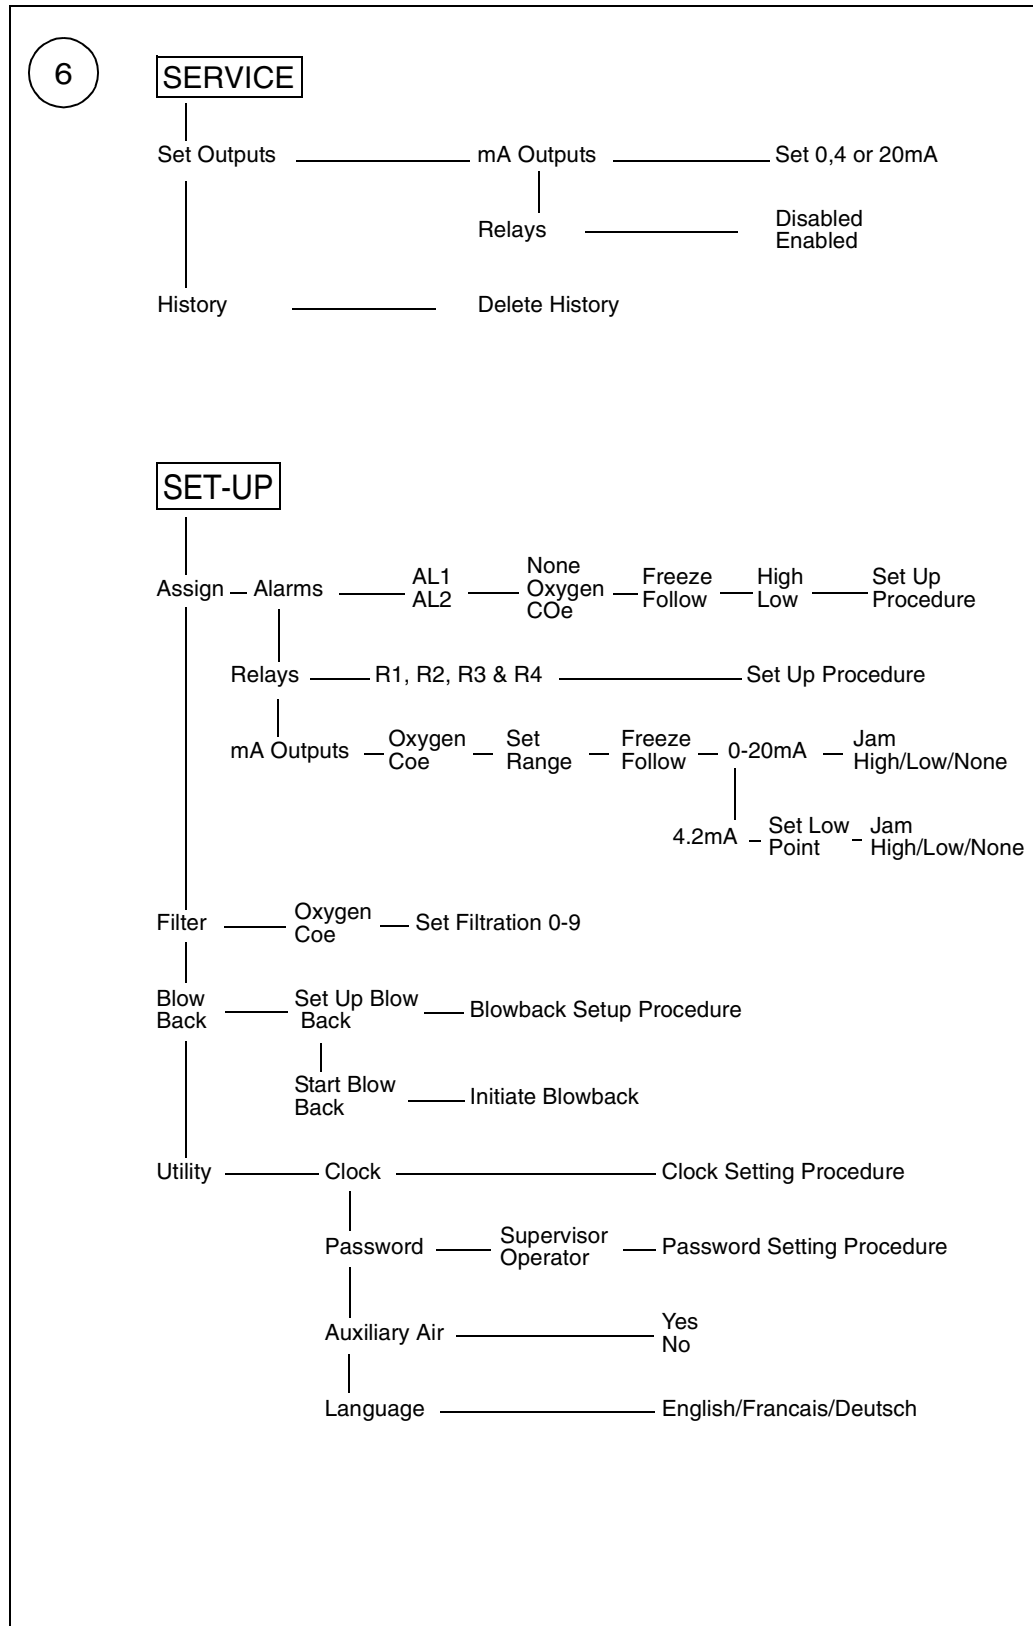 6
SERVICE
Set Outputs mA Outputs Set 0,4 or 20mA
Relays Disabled
Enabled
History Delete History
SET-UP
Assign Alarms AL1
AL2 None
Oxygen
COe Freeze
Follow High
Low Set Up
Procedure
Relays R1, R2, R3 & R4 Set Up Procedure
mA Outputs Oxygen
Coe Set
Range Freeze
Follow 0-20mA Jam
High/Low/None
4.2mA Set Low
Point Jam
High/Low/None
Filter Oxygen
Coe Set Filtration 0-9
Blow
Back Set Up Blow
Back Blowback Setup Procedure
Start Blow
Back Initiate Blowback
Utility Clock Clock Setting Procedure
Password Supervisor
Operator Password Setting Procedure
Auxiliary Air Yes
No
Language English/Francais/Deutsch